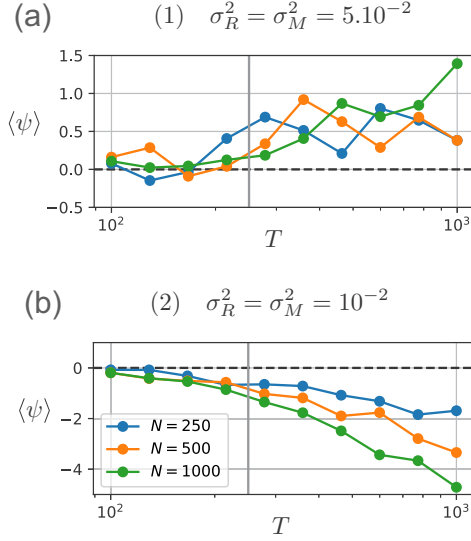 (a) (1) σ_R^2 = σ_M^2 = 5.10^{-2}
1.5
1.0
⟨ψ⟩
0.5
0.0
−0.5
10^2 10^3
T
(b) (2) σ_R^2 = σ_M^2 = 10^{-2}
0
⟨ψ⟩
−2
−4
N = 250
N = 500
N = 1000
10^2 10^3
T